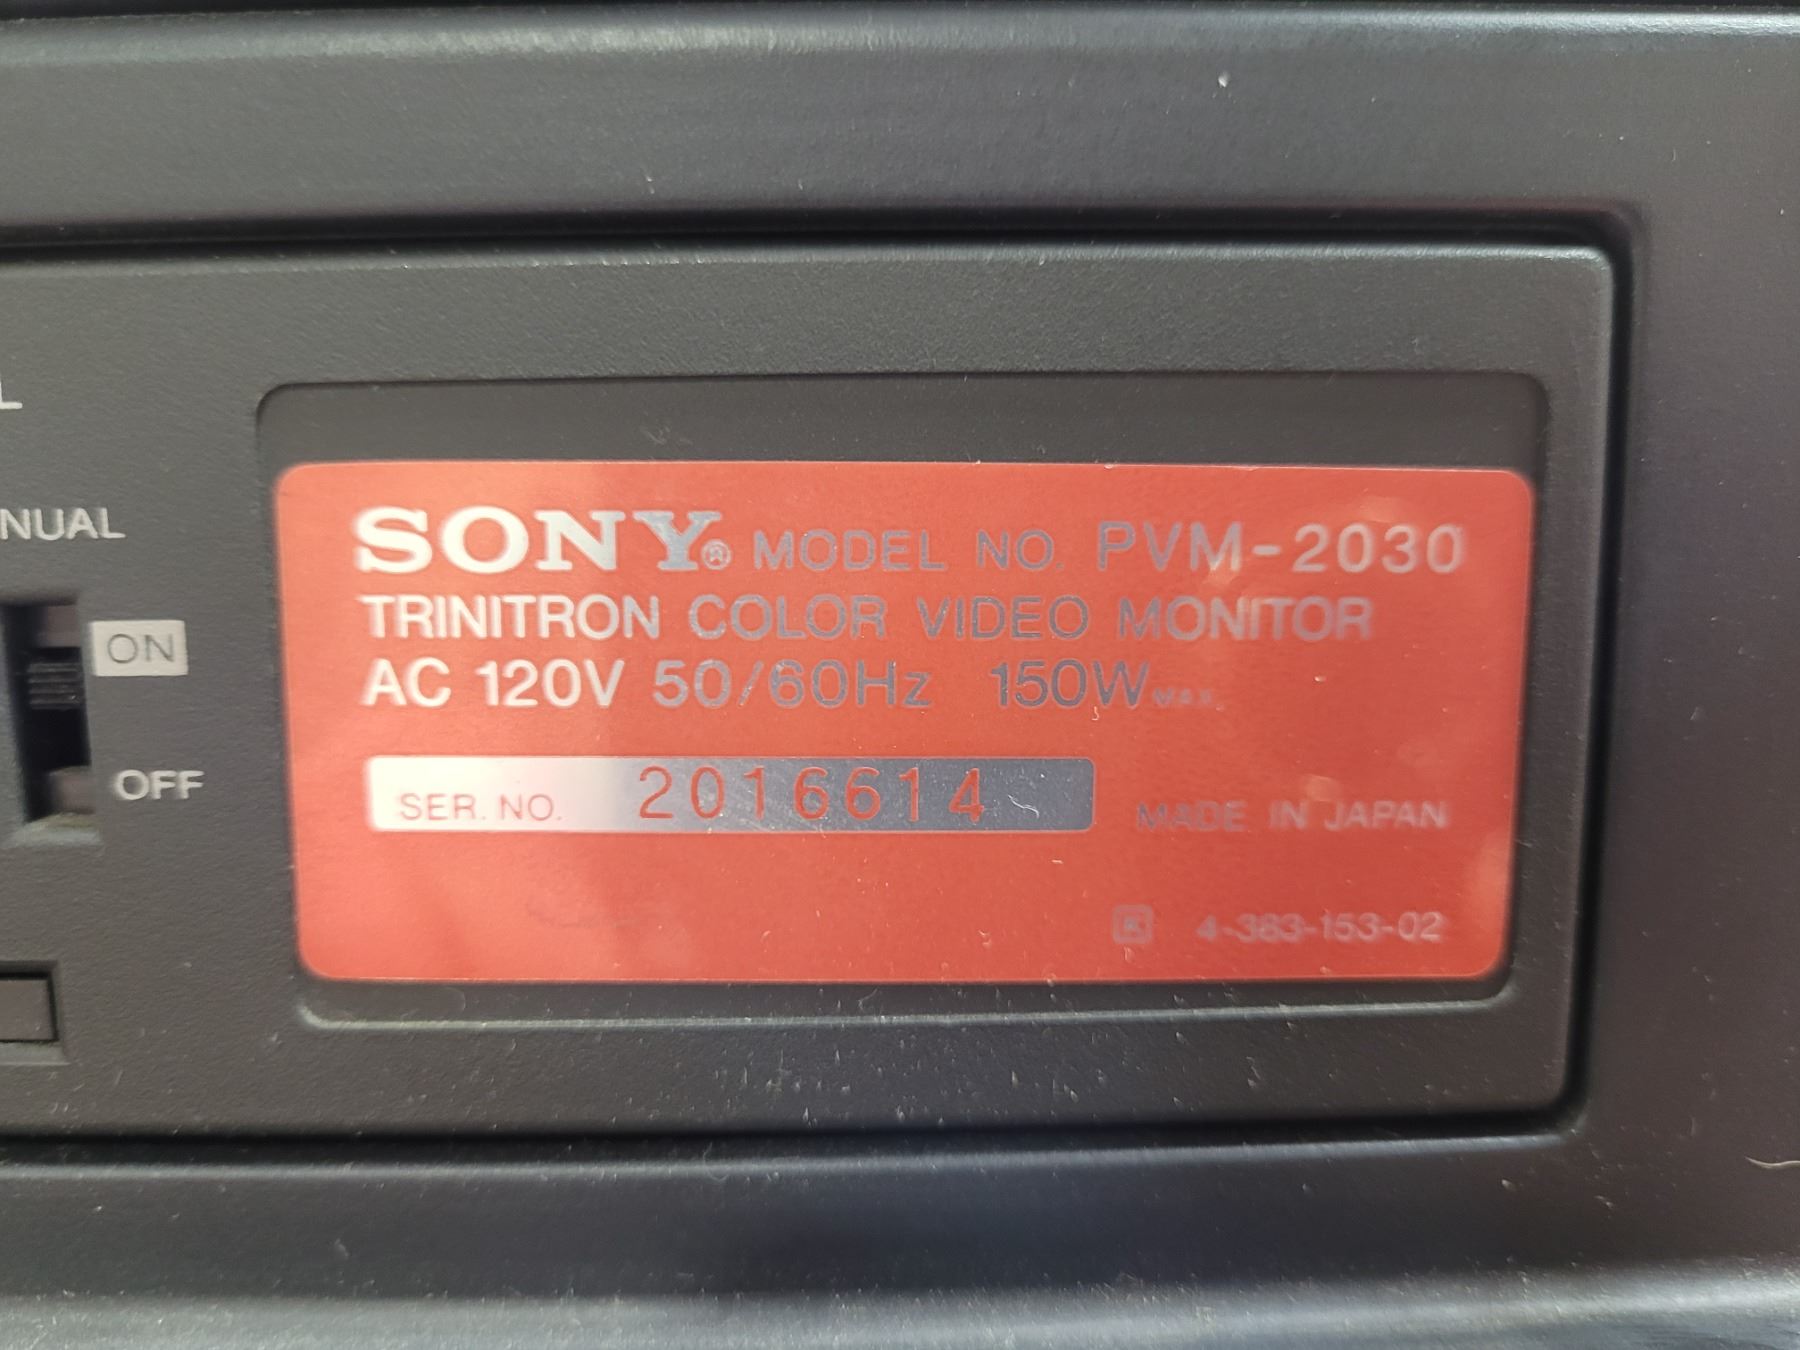 L
NUAL
ON
OFF
SONY® MODEL NO. PVM-2030
TRINITRON COLOR VIDEO MONITOR
AC 120V 50/60Hz 150W MAX.
SER. NO. 2016614
MADE IN JAPAN
K 4-383-153-02